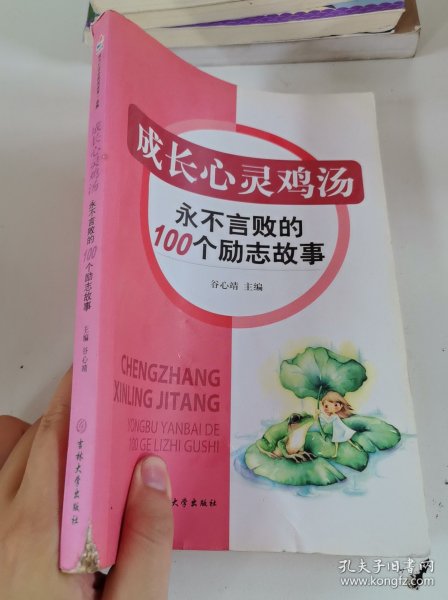 成长心灵鸡汤
永不言败的
100个励志故事
谷心靖 主编
CHENGZHANG
XINLING JITANG
YONGBU YANBAI DE
100 GE LIZHI GUSHI
大学出版社
成长心灵鸡汤
永不言败的
100个励志故事
主编 谷心靖
吉林大学出版社
孔夫子旧书网
www.kongfz.com